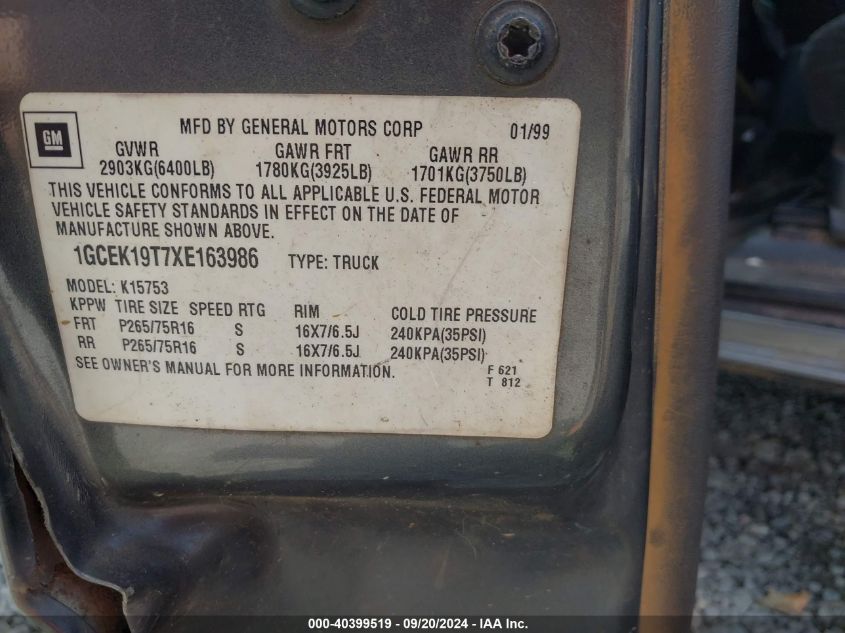 GM
MFD BY GENERAL MOTORS CORP 01/99
GVWR GAWR FRT GAWR RR
2903KG(6400LB) 1780KG(3925LB) 1701KG(3750LB)
THIS VEHICLE CONFORMS TO ALL APPLICABLE U.S. FEDERAL MOTOR
VEHICLE SAFETY STANDARDS IN EFFECT ON THE DATE OF
MANUFACTURE SHOWN ABOVE.
1GCEK19T7XE163986 TYPE: TRUCK
MODEL: K15753
KPPW TIRE SIZE SPEED RTG RIM COLD TIRE PRESSURE
FRT P265/75R16 S 16X7/6.5J 240KPA(35PSI)
RR P265/75R16 S 16X7/6.5J 240KPA(35PSI)
SEE OWNER'S MANUAL FOR MORE INFORMATION.
F 621
T 812
000-40399519 - 09/20/2024 - IAA Inc.